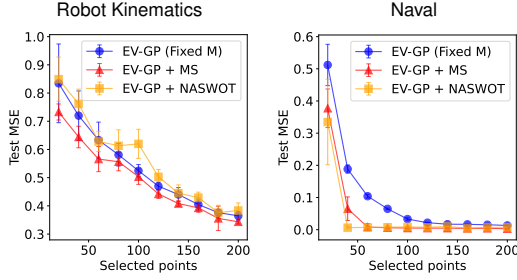 Robot Kinematics
1.0
0.9
0.8
0.7
0.6
0.5
0.4
0.3
Test MSE
EV-GP (Fixed M)
EV-GP + MS
EV-GP + NASWOT
50
100
150
200
Selected points
Naval
0.6
0.5
0.4
0.3
0.2
0.1
0.0
Test MSE
EV-GP (Fixed M)
EV-GP + MS
EV-GP + NASWOT
50
100
150
200
Selected points